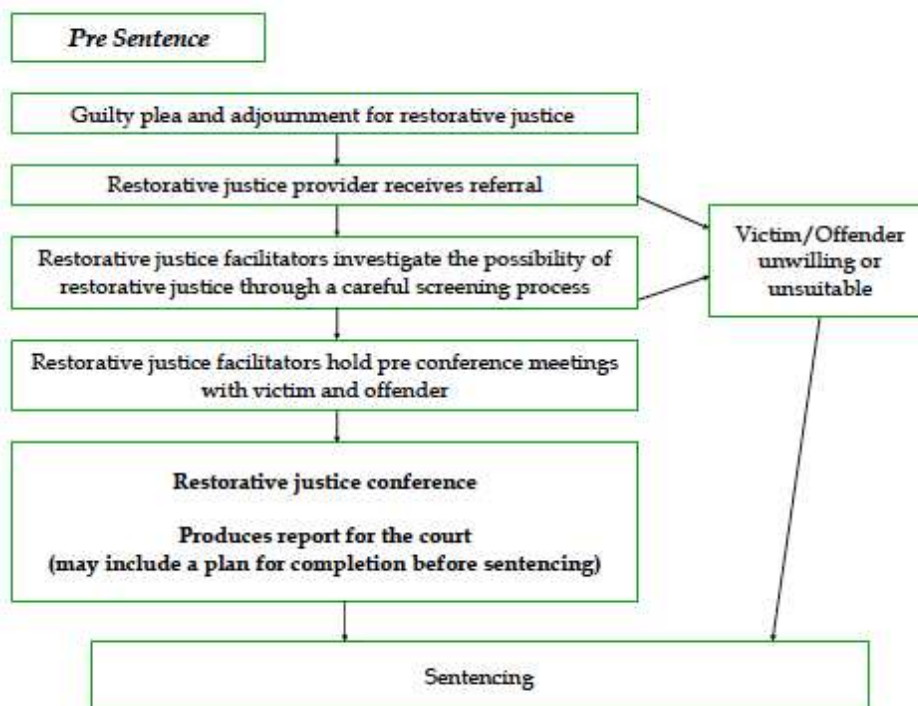 Pre Sentence
Guilty plea and adjournment for restorative justice
Restorative justice provider receives referral
Restorative justice facilitators investigate the possibility of
restorative justice through a careful screening process
Victim/Offender
unwilling or
unsuitable
Restorative justice facilitators hold pre conference meetings
with victim and offender
Restorative justice conference
Produces report for the court
(may include a plan for completion before sentencing)
Sentencing